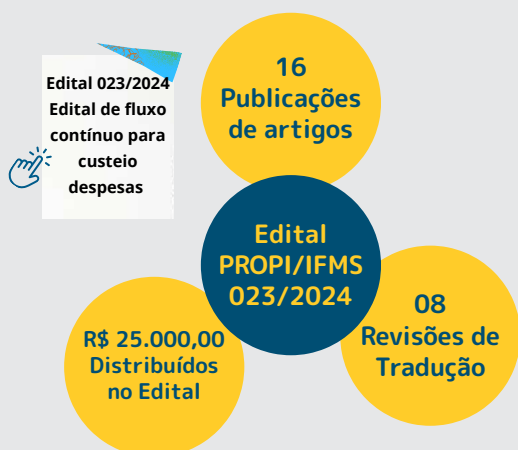 Edital 023/2024
Edital de fluxo
contínuo para
custeio
despesas
16
Publicações
de artigos
Edital
PROPI/IFMS
023/2024
08
Revisões de
Tradução
R$ 25.000,00
Distribuídos
no Edital